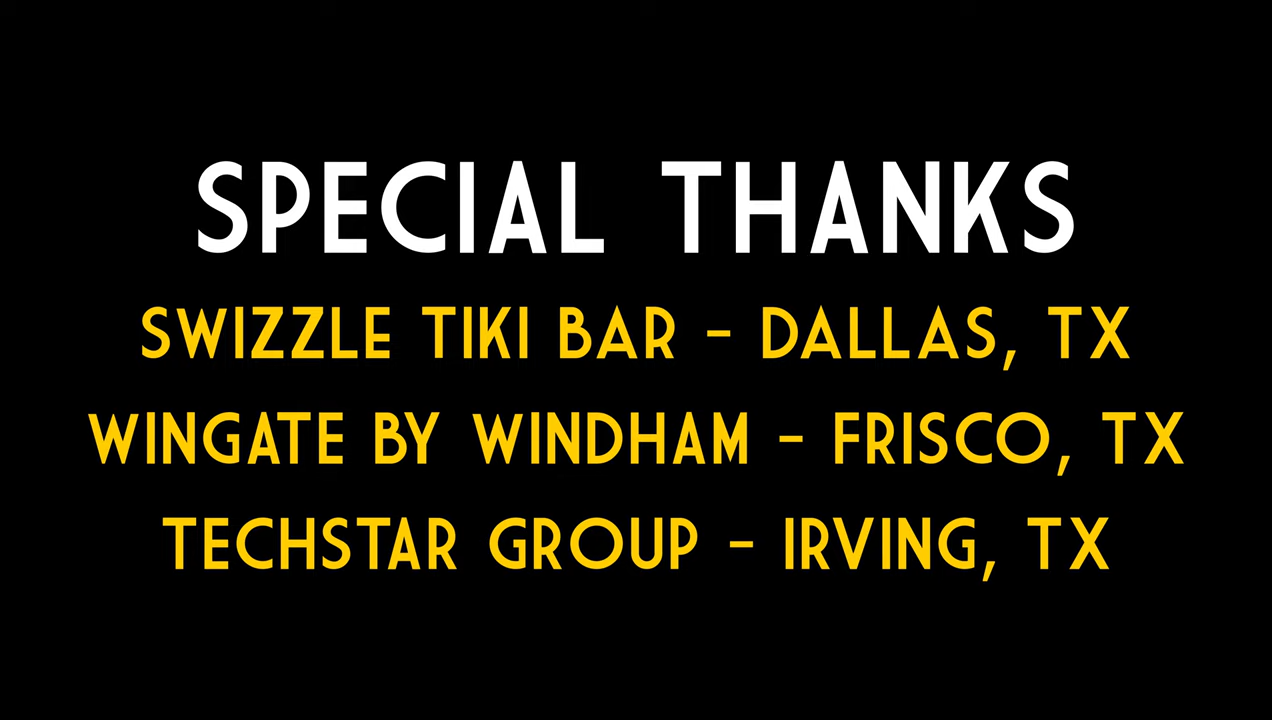 SPECIAL THANKS
SWIZZLE TIKI BAR - DALLAS, TX
WINGATE BY WINDHAM - FRISCO, TX
TECHSTAR GROUP - IRVING, TX